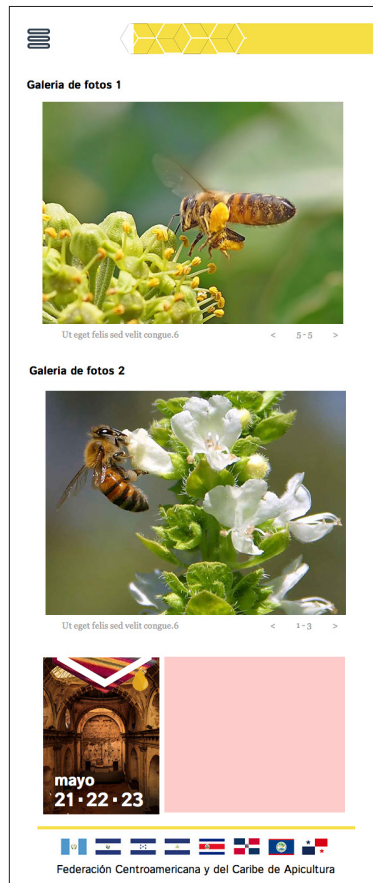 Galeria de fotos 1
Ut eget felis sed velit congue.6 < 5-5 >
Galeria de fotos 2
Ut eget felis sed velit congue.6 < 1-3 >
mayo
21·22·23
Federación Centroamericana y del Caribe de Apicultura